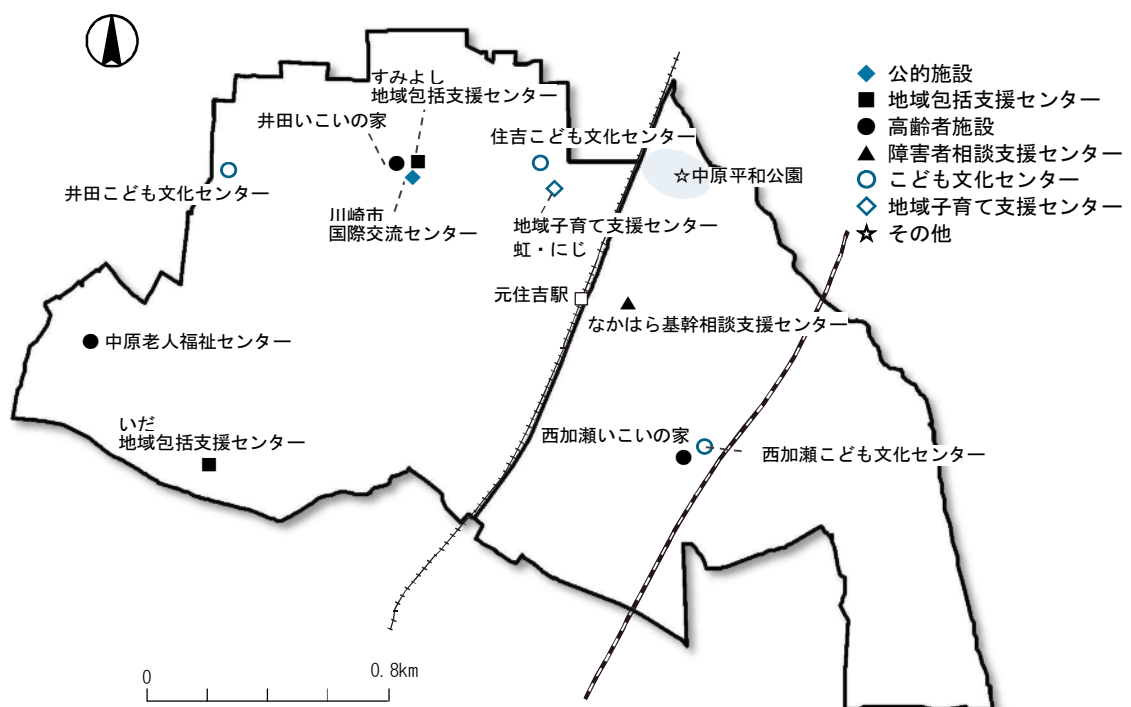 すみよし
地域包括支援センター
井田いこいの家
住吉こども文化センター
井田こども文化センター
☆中原平和公園
川崎市
国際交流センター
地域子育て支援センター
虹・にじ
元住吉駅
なかはら基幹相談支援センター
中原老人福祉センター
いだ
地域包括支援センター
西加瀬いこいの家
西加瀬こども文化センター
公的施設
地域包括支援センター
高齢者施設
障害者相談支援センター
こども文化センター
地域子育て支援センター
その他
0
0.8km